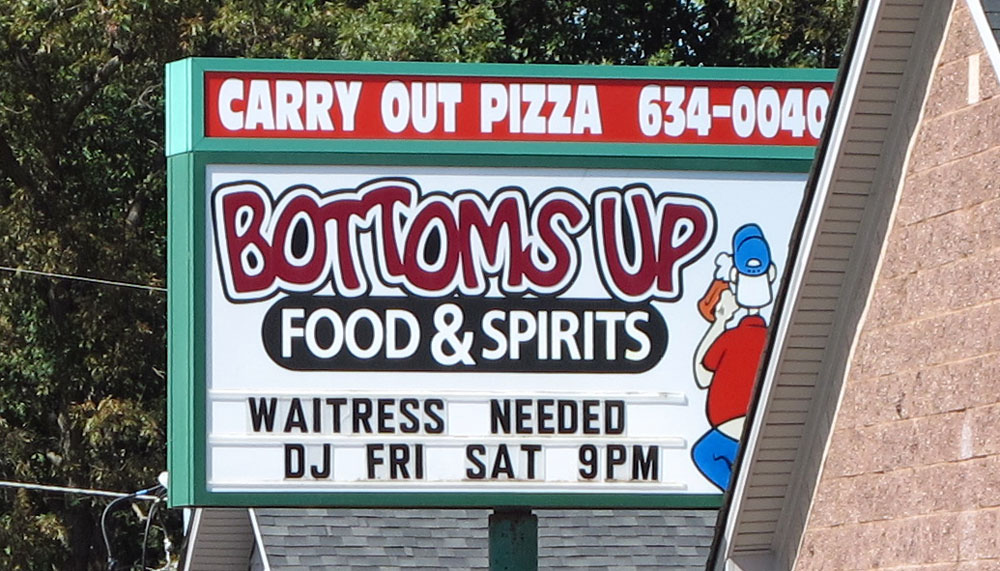 CARRY OUT PIZZA 634-0040
BOTTOMS UP
FOOD & SPIRITS
WAITRESS NEEDED
DJ FRI SAT 9PM